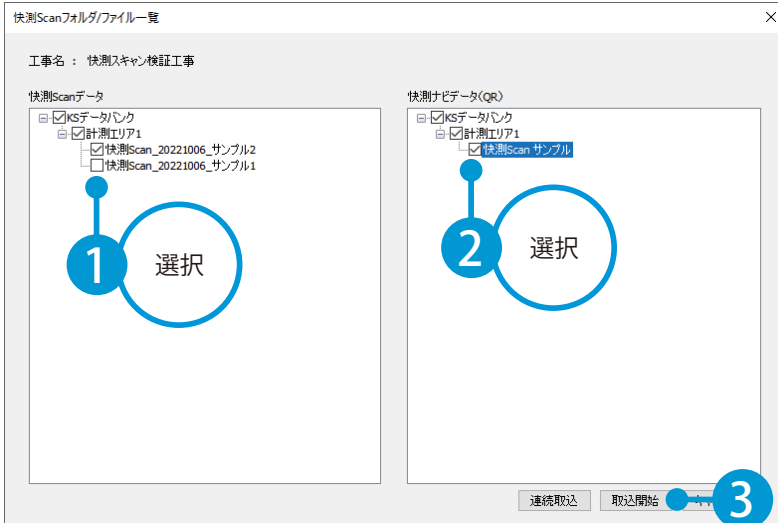 快測Scanフォルダ/ファイル一覧
工事名 : 快測スキャン検証工事
快測Scanデータ
KSデータバンク
計測エリア1
快測Scan_20221006_サンプル2
快測Scan_20221006_サンプル1
1
選択
快測ナビデータ(QR)
KSデータバンク
計測エリア1
快測Scan サンプル
2
選択
連続取込
取込開始
3